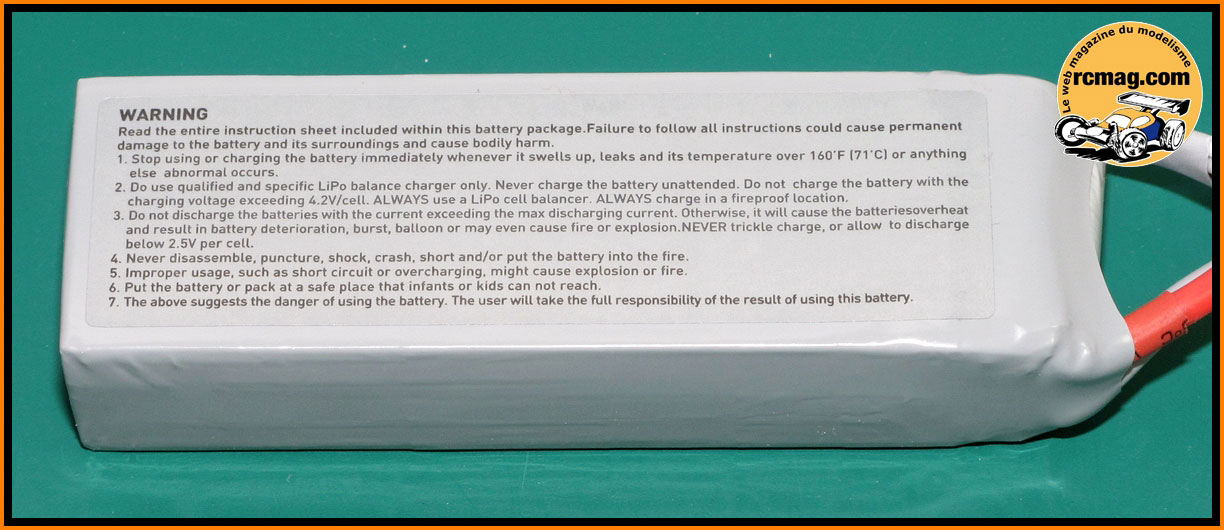 Le web magazine du modelisme
rcmag.com
WARNING
Read the entire instruction sheet included within this battery package.Failure to follow all instructions could cause permanent
damage to the battery and its surroundings and cause bodily harm.
1. Stop using or charging the battery immediately whenever it swells up, leaks and its temperature over 160°F (71°C) or anything
else abnormal occurs.
2. Do use qualified and specific LiPo balance charger only. Never charge the battery unattended. Do not charge the battery with the
charging voltage exceeding 4.2V/cell. ALWAYS use a LiPo cell balancer. ALWAYS charge in a fireproof location.
3. Do not discharge the batteries with the current exceeding the max discharging current. Otherwise, it will cause the batteriesoverheat
and result in battery deterioration, burst, balloon or may even cause fire or explosion.NEVER trickle charge, or allow to discharge
below 2.5V per cell.
4. Never disassemble, puncture, shock, crash, short and/or put the battery into the fire.
5. Improper usage, such as short circuit or overcharging, might cause explosion or fire.
6. Put the battery or pack at a safe place that infants or kids can not reach.
7. The above suggests the danger of using the battery. The user will take the full responsibility of the result of using this battery.